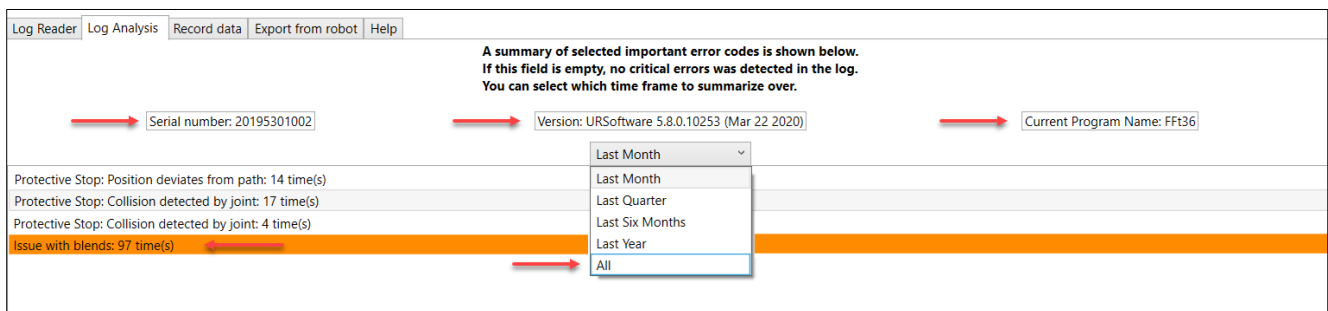 Log Reader Log Analysis Record data Export from robot Help
A summary of selected important error codes is shown below.
If this field is empty, no critical errors was detected in the log.
You can select which time frame to summarize over.
Serial number: 20195301002 Version: URSoftware 5.8.0.10253 (Mar 22 2020) Current Program Name: FFt36
Last Month
Protective Stop: Position deviates from path: 14 time(s)
Protective Stop: Collision detected by joint: 17 time(s)
Protective Stop: Collision detected by joint: 4 time(s)
Issue with blends: 97 time(s)
Last Month
Last Quarter
Last Six Months
Last Year
All